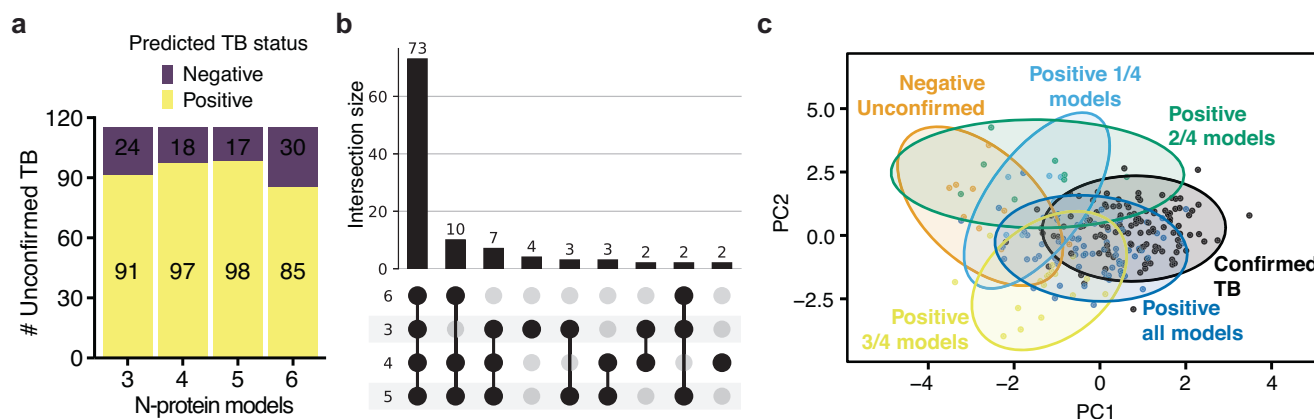 a
Predicted TB status
Negative
Positive
# Unconfirmed TB
120
90
60
30
0
24
18
17
30
91
97
98
85
3
4
5
6
N-protein models
b
Intersection size
60
40
20
0
73
10
7
4
3
3
2
2
2
6
3
4
5
c
PC2
5.0
2.5
0.0
−2.5
Negative
Unconfirmed
Positive 1/4
models
Positive
2/4 models
Confirmed
TB
Positive
3/4 models
Positive
all models
−4
−2
0
2
4
PC1